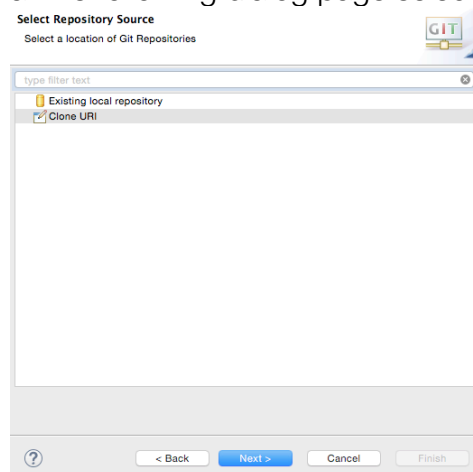 Select Repository Source
Select a location of Git Repositories
GIT
type filter text
Existing local repository
Clone URI
?
< Back
Next >
Cancel
Finish